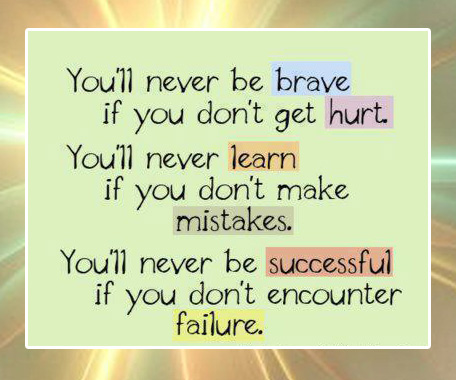 You'll never be brave
if you don't get hurt.
You'll never learn
if you don't make
mistakes.
You'll never be successful
if you don't encounter
failure.